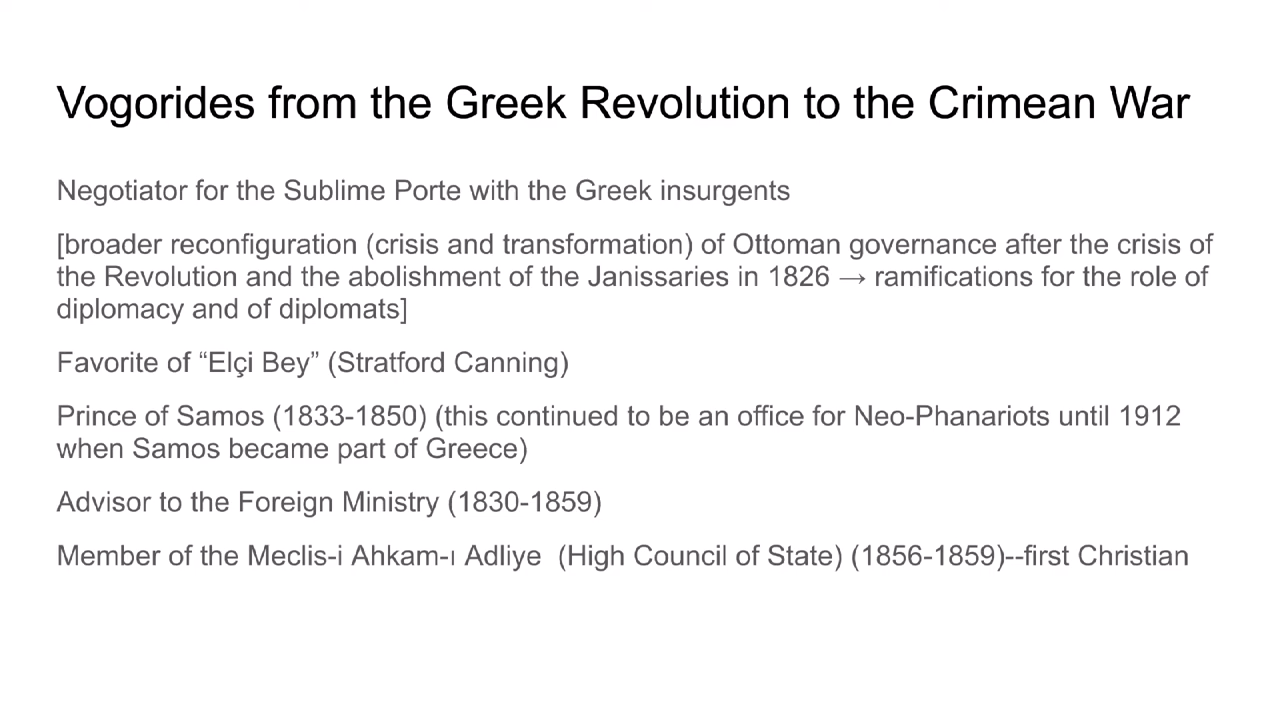 Vogorides from the Greek Revolution to the Crimean War
Negotiator for the Sublime Porte with the Greek insurgents
[broader reconfiguration (crisis and transformation) of Ottoman governance after the crisis of
the Revolution and the abolishment of the Janissaries in 1826 → ramifications for the role of
diplomacy and of diplomats]
Favorite of “Elçi Bey” (Stratford Canning)
Prince of Samos (1833-1850) (this continued to be an office for Neo-Phanariots until 1912
when Samos became part of Greece)
Advisor to the Foreign Ministry (1830-1859)
Member of the Meclis-i Ahkam-ı Adliye  (High Council of State) (1856-1859)--first Christian